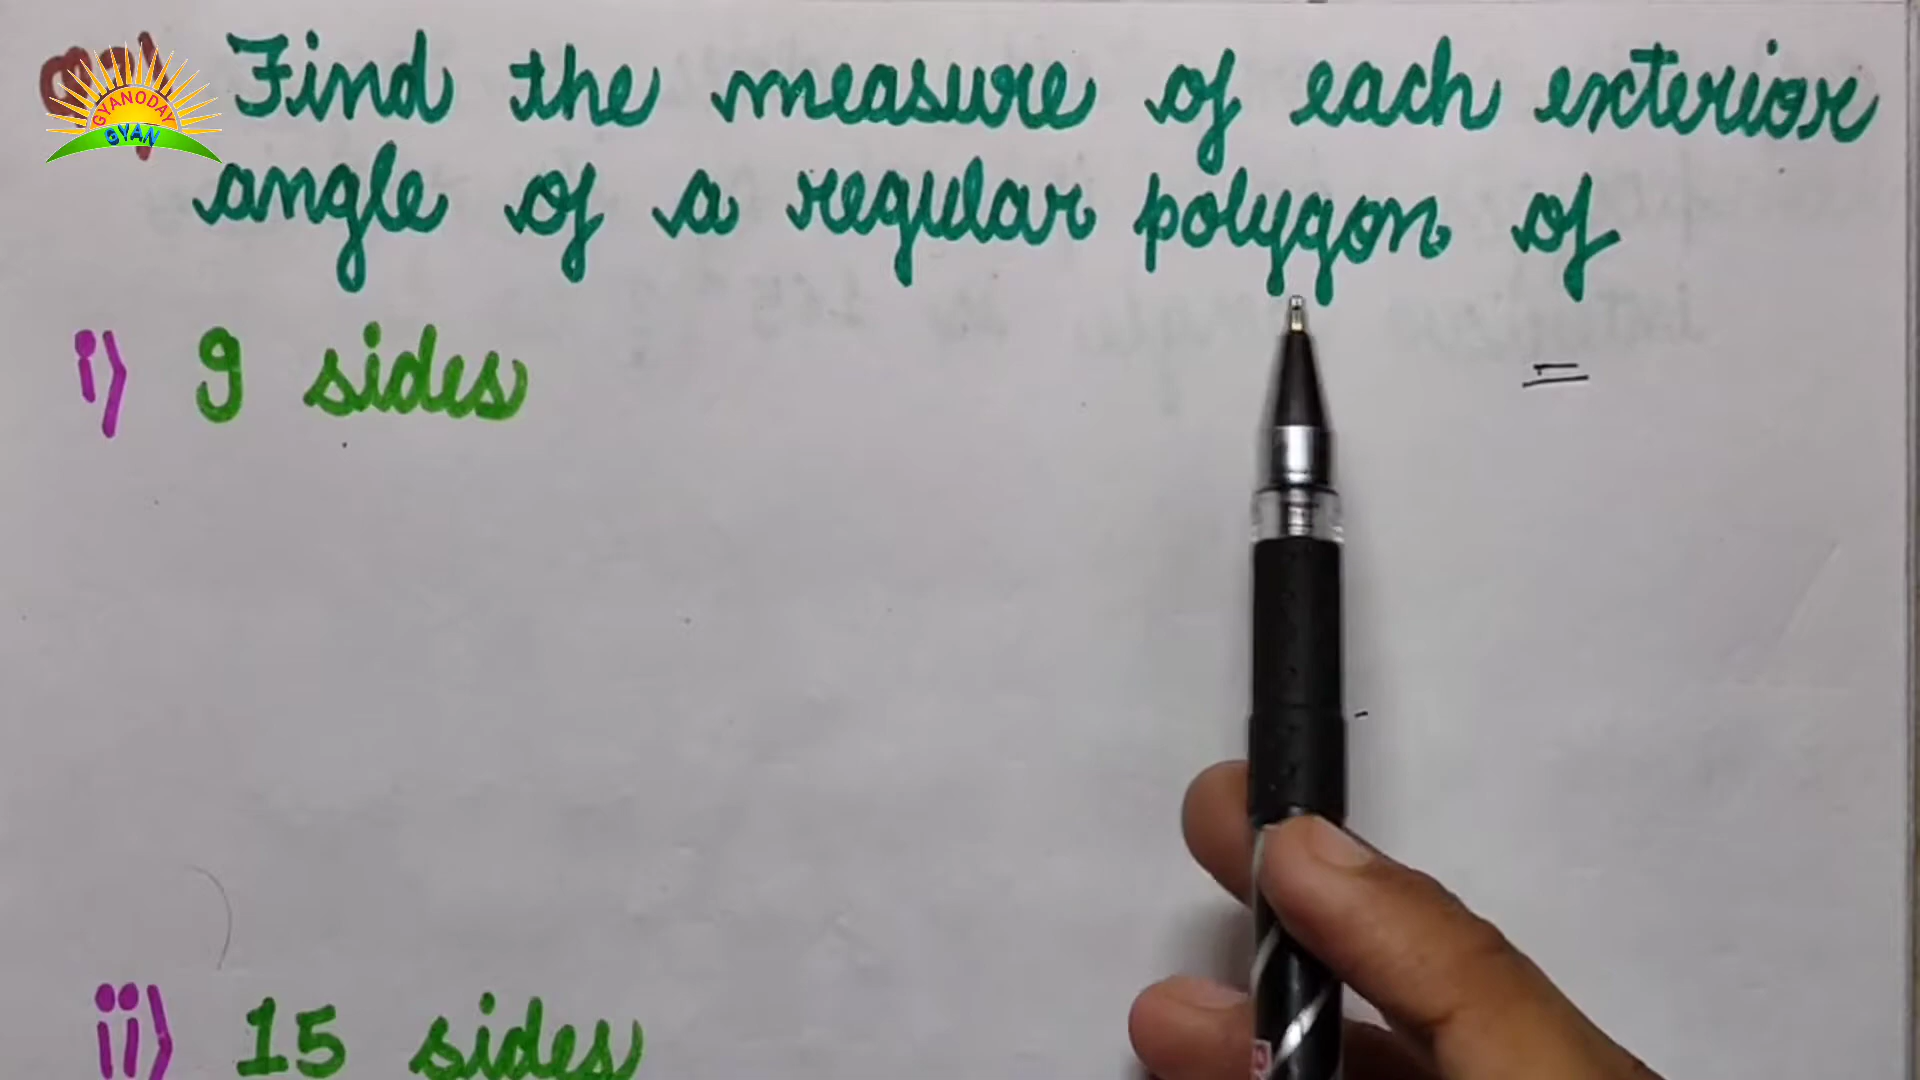 GYANODAY
GYAN
Find the measure of each exterior
angle of a regular polygon of
i) 9 sides
ii) 15 sides